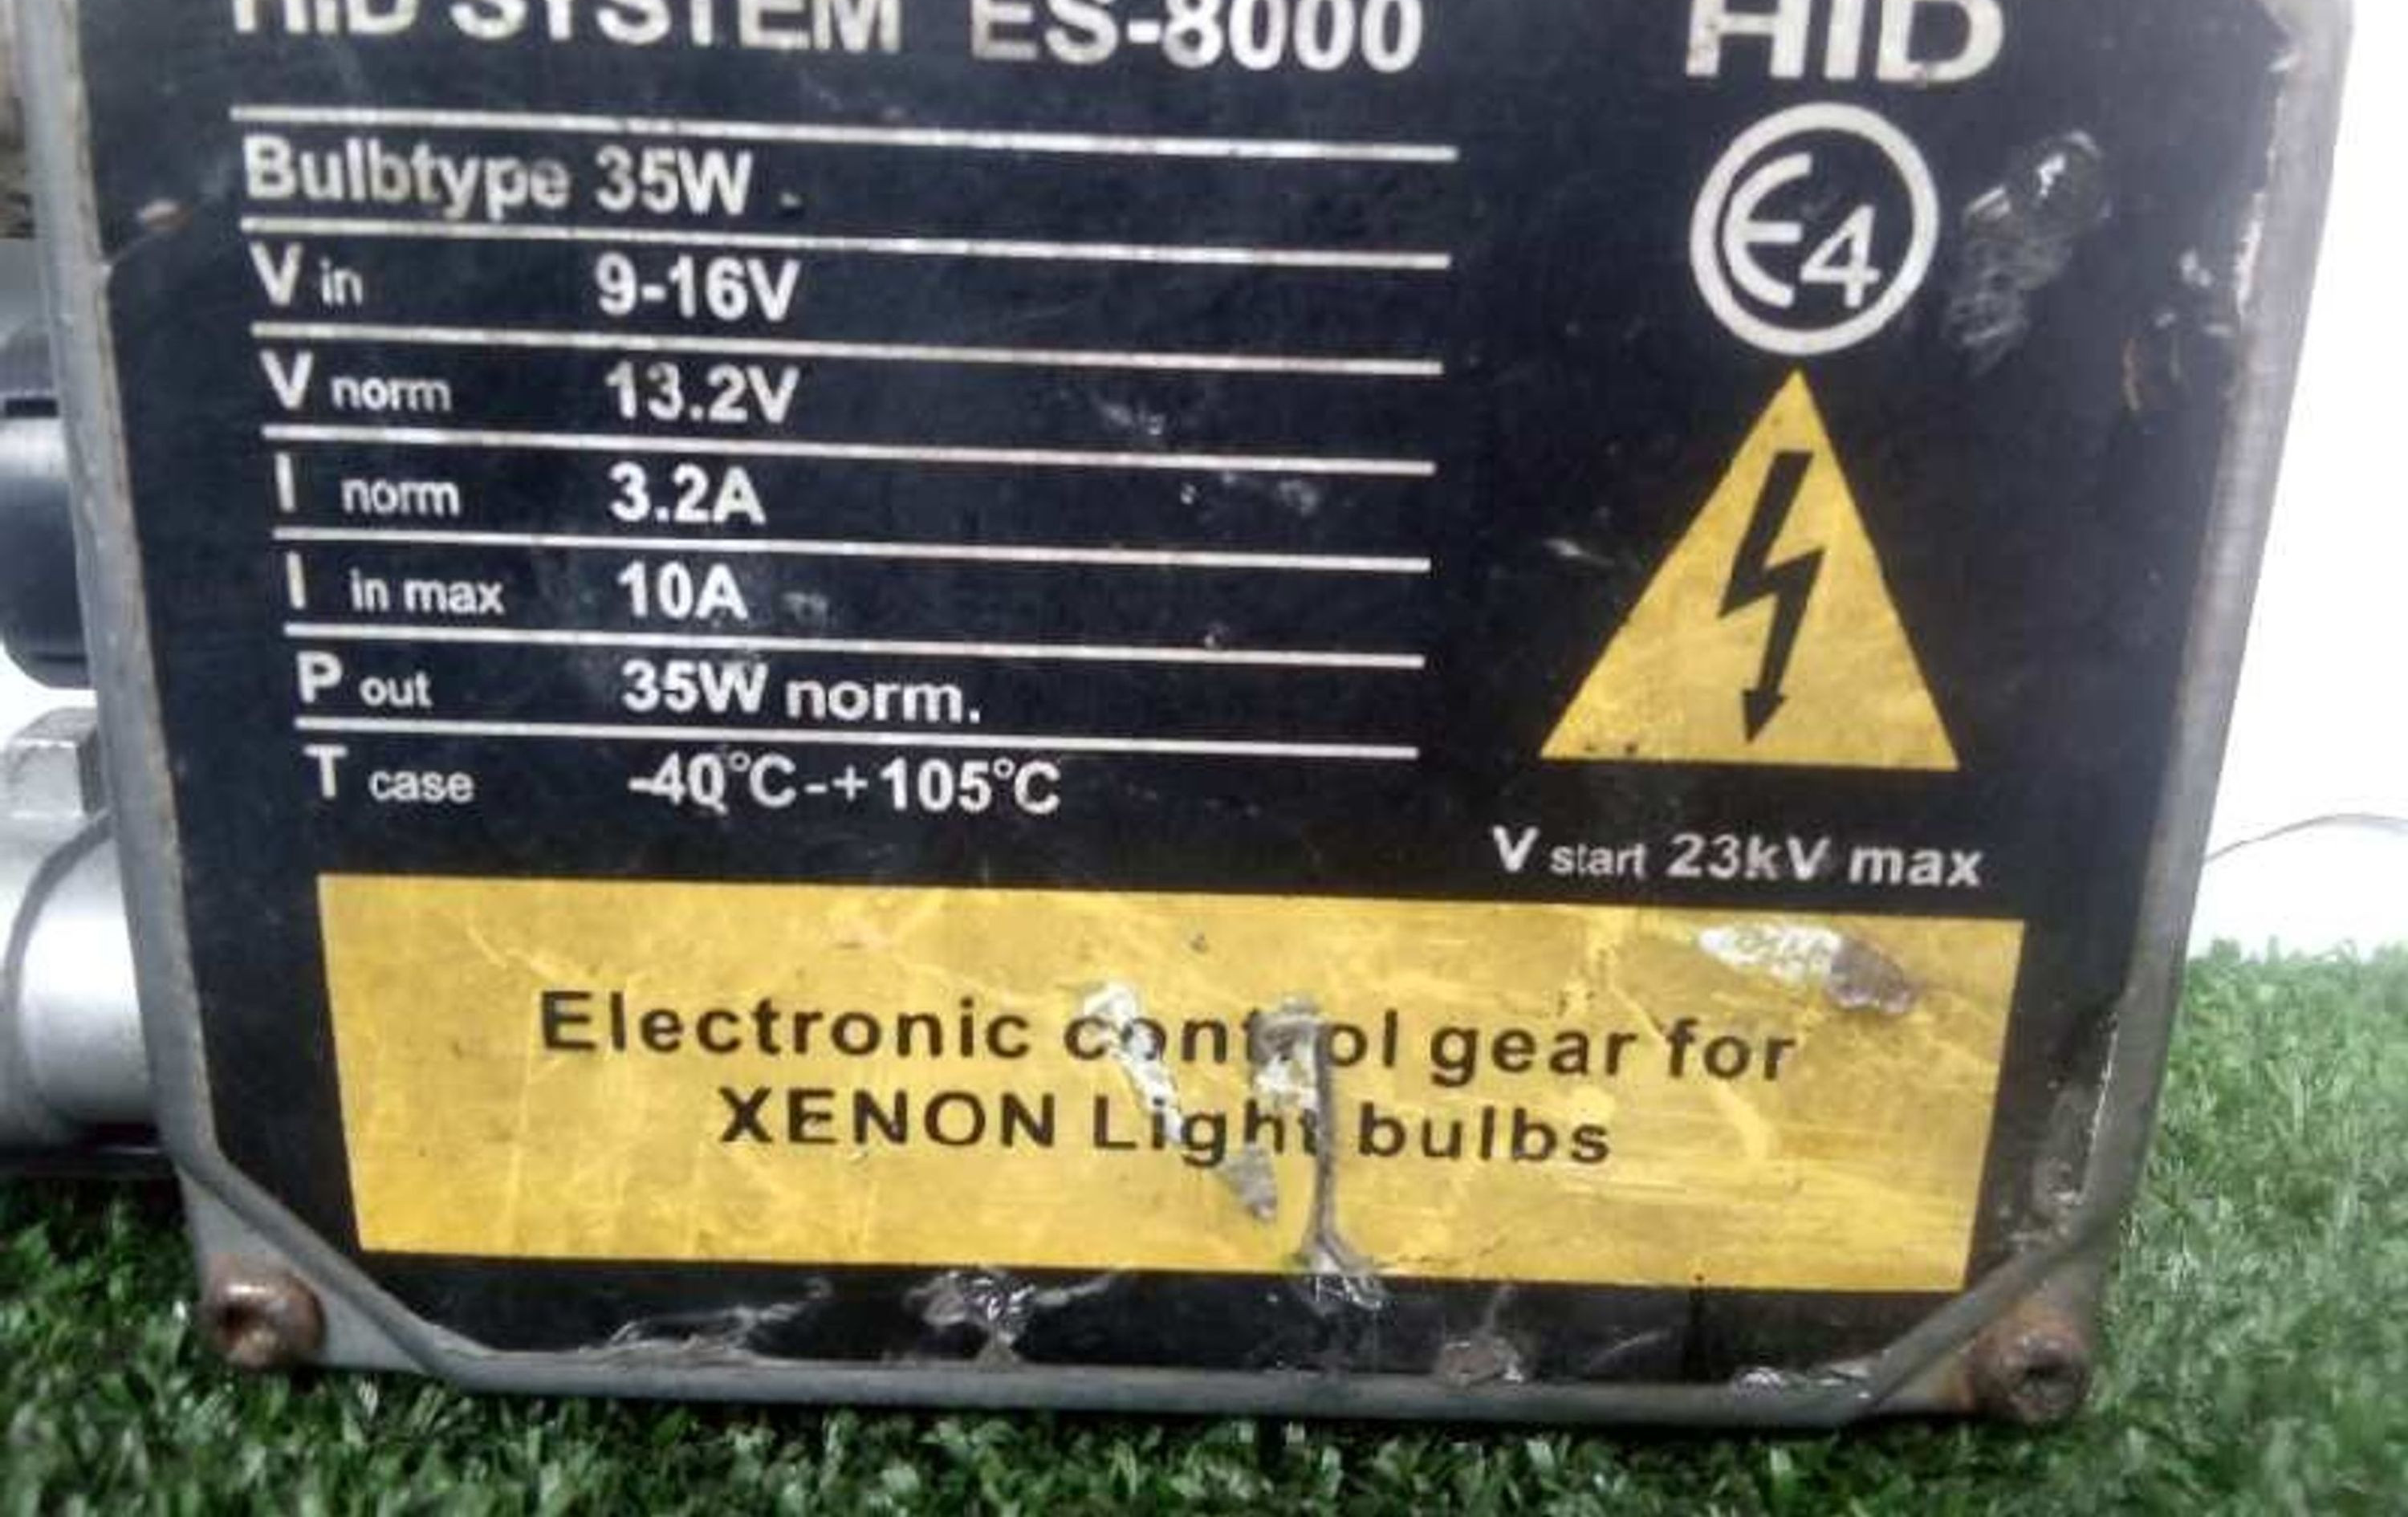 HID SYSTEM ES-8000
HID
E4
Bulbtype 35W
V in 9-16V
V norm 13.2V
I norm 3.2A
I in max 10A
P out 35W norm.
T case -40°C-+105°C
V start 23kV max
Electronic control gear for
XENON Light bulbs